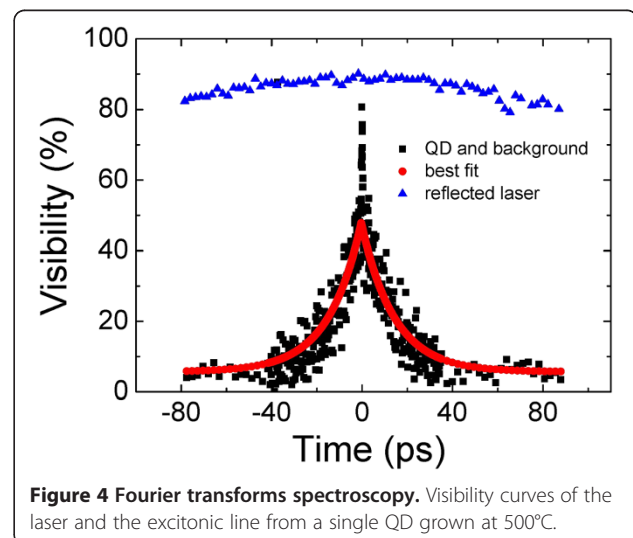 100
80
60
40
20
0
Visibility (%)
QD and background
best fit
reflected laser
-80 -40 0 40 80
Time (ps)
Figure 4 Fourier transforms spectroscopy. Visibility curves of the
laser and the excitonic line from a single QD grown at 500°C.